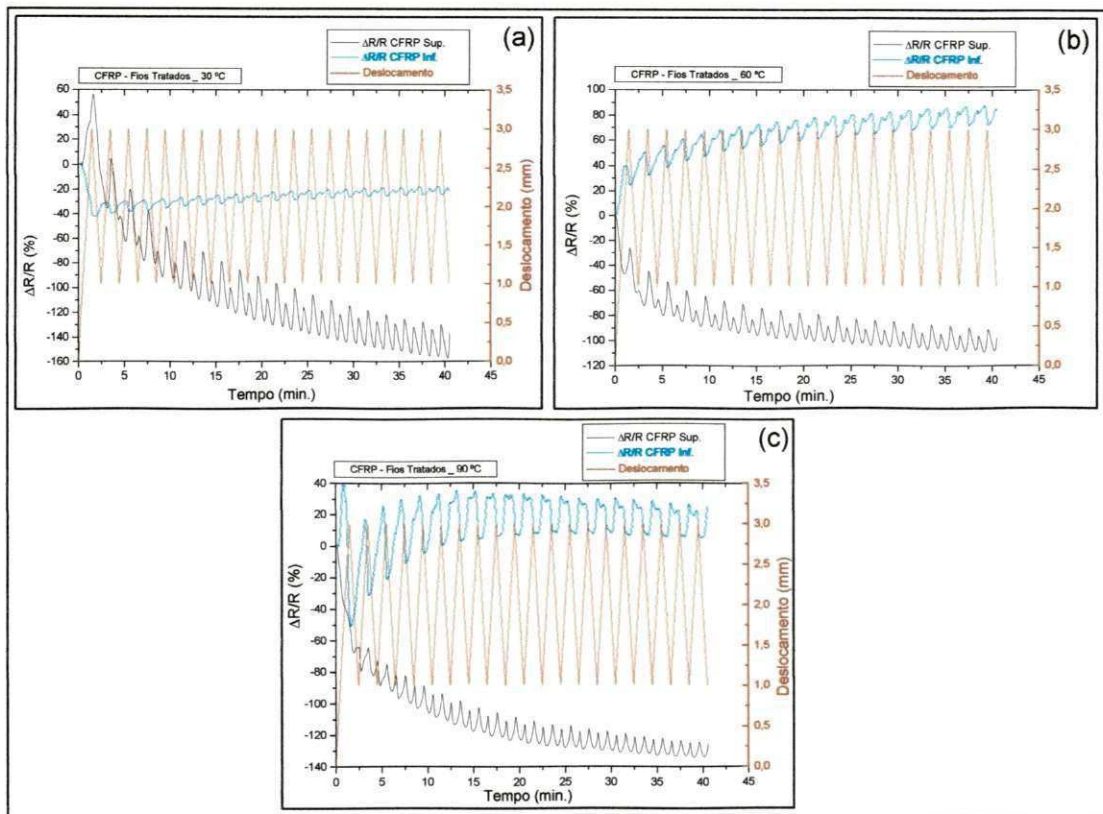 (a)
ΔR/R CFRP Sup.
ΔR/R CFRP Inf.
Deslocamento
CFRP - Fios Tratados _ 30 ºC
60
40
20
0
-20
-40
-60
-80
-100
-120
-140
-160
ΔR/R (%)
3,5
3,0
2,5
2,0
1,5
1,0
0,5
0,0
Deslocamento (mm)
0 5 10 15 20 25 30 35 40 45
Tempo (min.)
(b)
ΔR/R CFRP Sup.
ΔR/R CFRP Inf.
Deslocamento
CFRP - Fios Tratados _ 60 ºC
100
80
60
40
20
0
-20
-40
-60
-80
-100
-120
ΔR/R (%)
3,5
3,0
2,5
2,0
1,5
1,0
0,5
0,0
Deslocamento (mm)
0 5 10 15 20 25 30 35 40 45
Tempo (min.)
(c)
ΔR/R CFRP Sup.
ΔR/R CFRP Inf.
Deslocamento
CFRP - Fios Tratados _ 90 ºC
40
20
0
-20
-40
-60
-80
-100
-120
-140
ΔR/R (%)
3,5
3,0
2,5
2,0
1,5
1,0
0,5
0,0
Deslocamento (mm)
0 5 10 15 20 25 30 35 40 45
Tempo (min.)